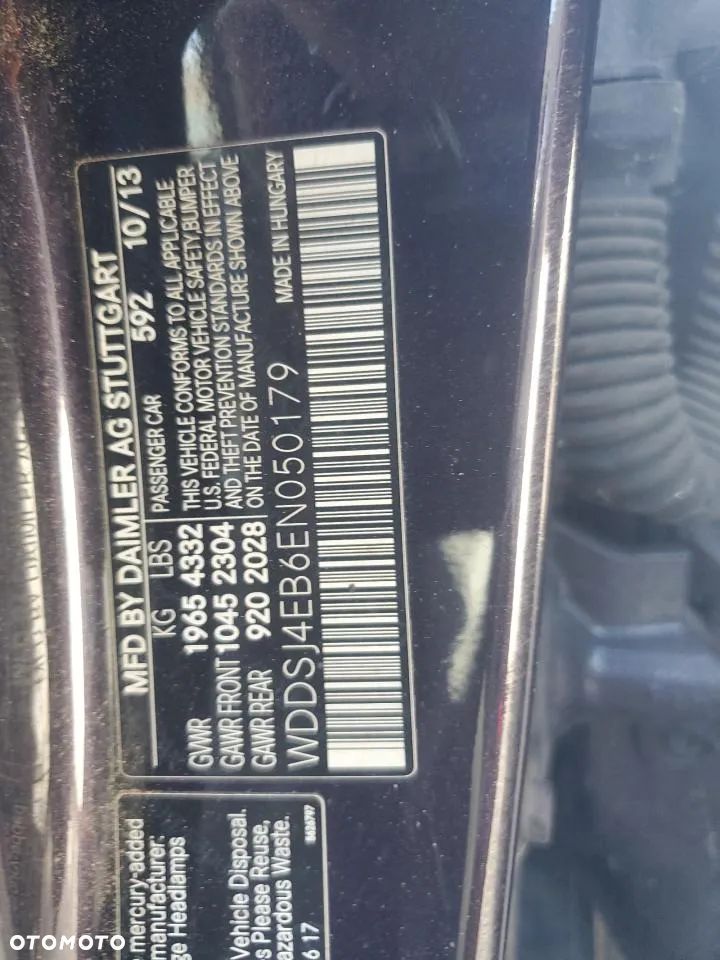 MFD BY DAIMLER AG STUTTGART
KG LBS 592 10/13
PASSENGER CAR
GVWR 1965 4332 THIS VEHICLE CONFORMS TO ALL APPLICABLE
U.S. FEDERAL MOTOR VEHICLE SAFETY, BUMPER
GAWR FRONT 1045 2304 AND THEFT PREVENTION STANDARDS IN EFFECT
GAWR REAR 920 2028 ON THE DATE OF MANUFACTURE SHOWN ABOVE
WDDSJ4EB6EN050179 MADE IN HUNGARY
mercury-added
manufacturer:
Headlamps
Vehicle Disposal.
Please Reuse,
617
OTOMOTO